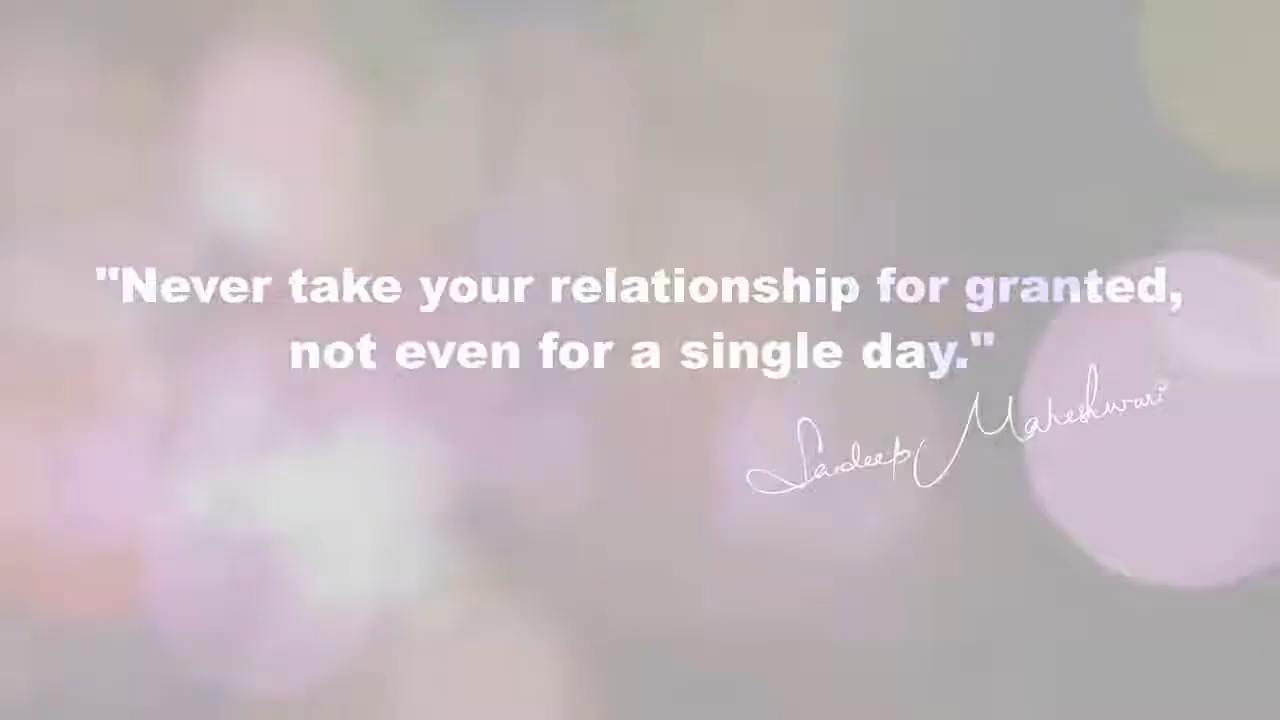 "Never take your relationship for granted,
not even for a single day."
Sandeep Maheshwari